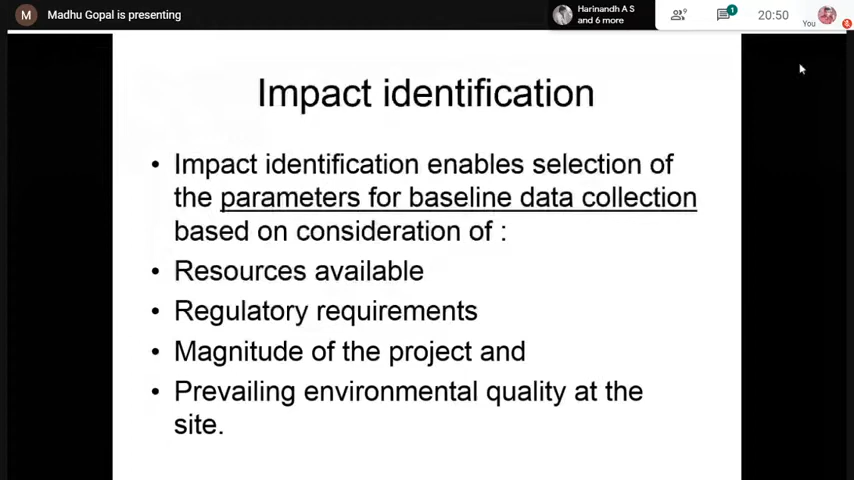 M Madhu Gopal is presenting
Harinandh A S
and 6 more
9
1
20:50
You
Impact identification
• Impact identification enables selection of
the parameters for baseline data collection
based on consideration of :
• Resources available
• Regulatory requirements
• Magnitude of the project and
• Prevailing environmental quality at the
site.